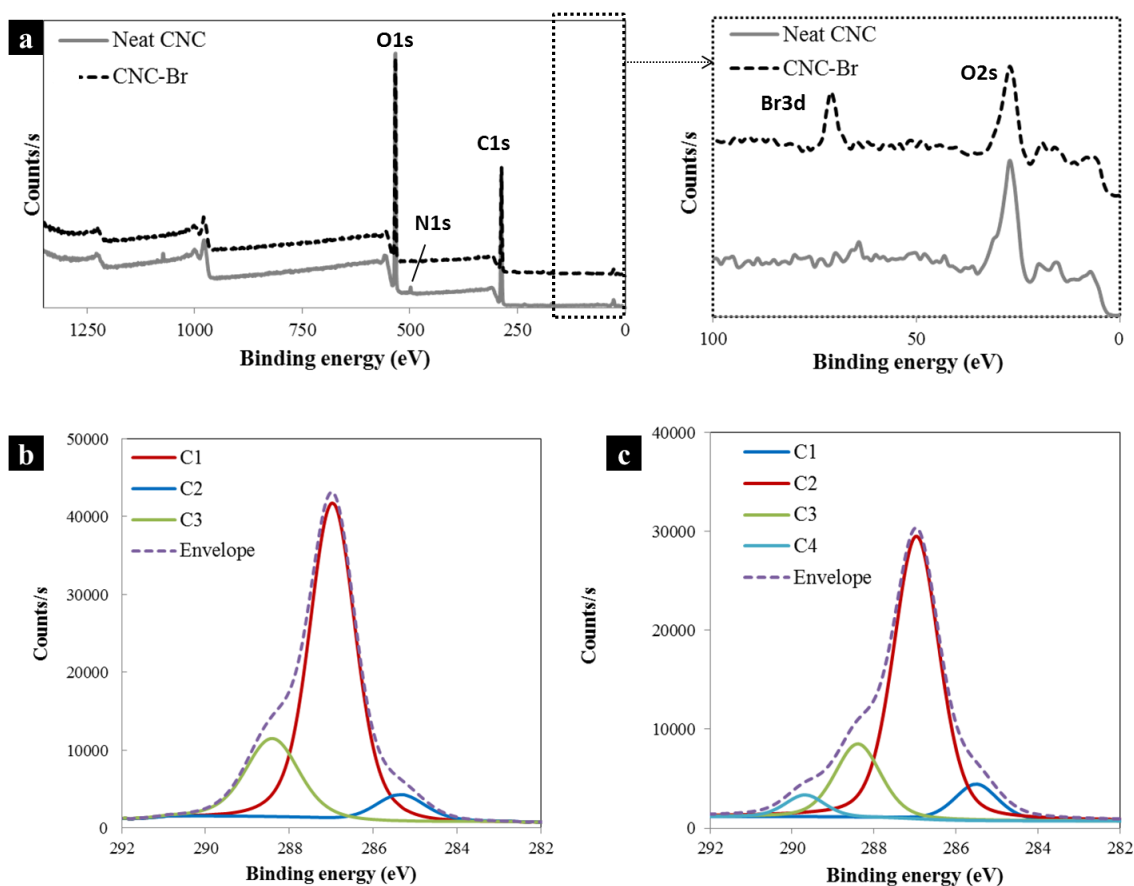 a
Neat CNC
CNC-Br
O1s
C1s
N1s
Counts/s
1250 1000 750 500 250 0
Binding energy (eV)
Neat CNC
CNC-Br
O2s
Br3d
Counts/s
100 50 0
Binding energy (eV)
b
50000
40000
30000
20000
10000
0
C1
C2
C3
Envelope
Counts/s
292 290 288 286 284 282
Binding energy (eV)
c
40000
30000
20000
10000
0
C1
C2
C3
C4
Envelope
Counts/s
292 290 288 286 284 282
Binding energy (eV)